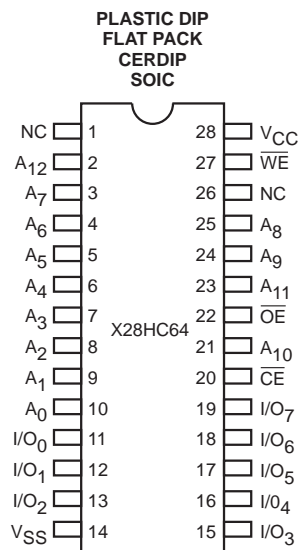 PLASTIC DIP
FLAT PACK
CERDIP
SOIC
NC 1 28 VCC
A12 2 27 WE
A7 3 26 NC
A6 4 25 A8
A5 5 24 A9
A4 6 23 A11
A3 7 22 OE
X28HC64
A2 8 21 A10
A1 9 20 CE
A0 10 19 I/O7
I/O0 11 18 I/O6
I/O1 12 17 I/O5
I/O2 13 16 I/04
VSS 14 15 I/O3